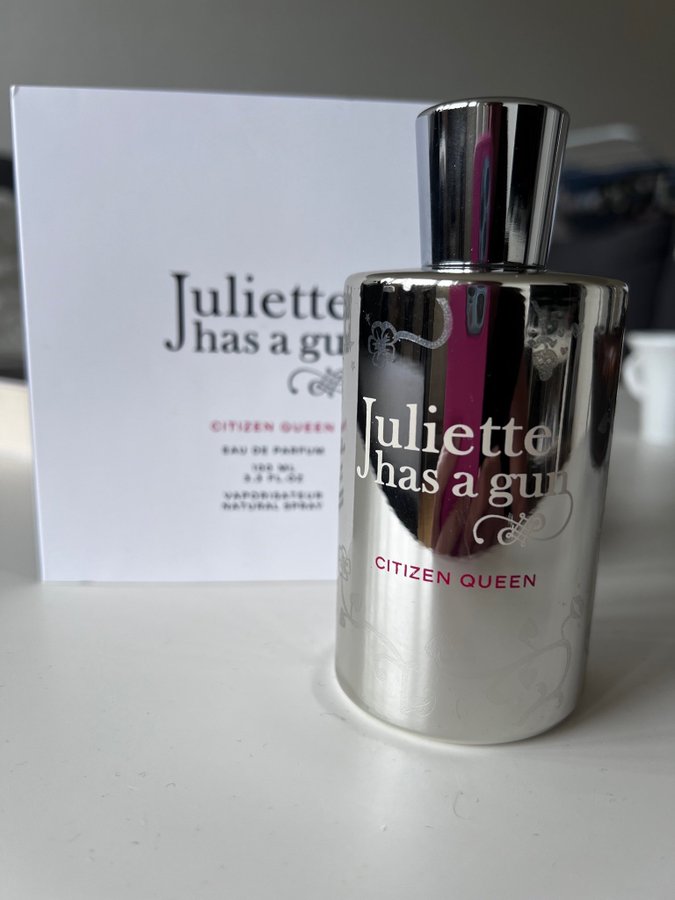 Juliette
has a gu
CITIZEN QUEEN
EAU DE PARFUM
100 ML
3.3 FL.OZ
VAPORISATEUR
NATURAL SPRAY
Juliette
has a gun
CITIZEN QUEEN